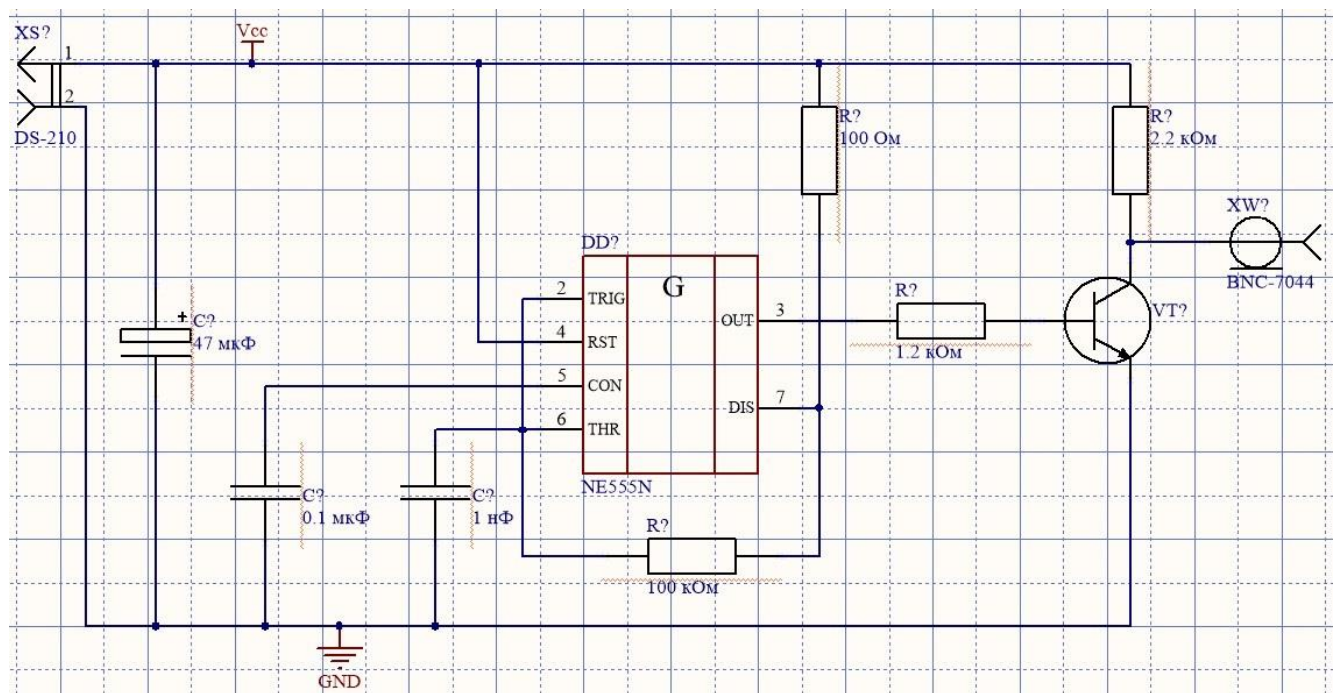 XS?
1
2
DS-210
Vcc
R?
100 Ом
R?
2.2 кОм
XW?
BNC-7044
DD?
G
2
TRIG
4
RST
5
CON
6
THR
OUT
3
DIS
7
NE555N
R?
1.2 кОм
VT?
+
C?
47 мкФ
C?
0.1 мкФ
C?
1 нФ
R?
100 кОм
GND